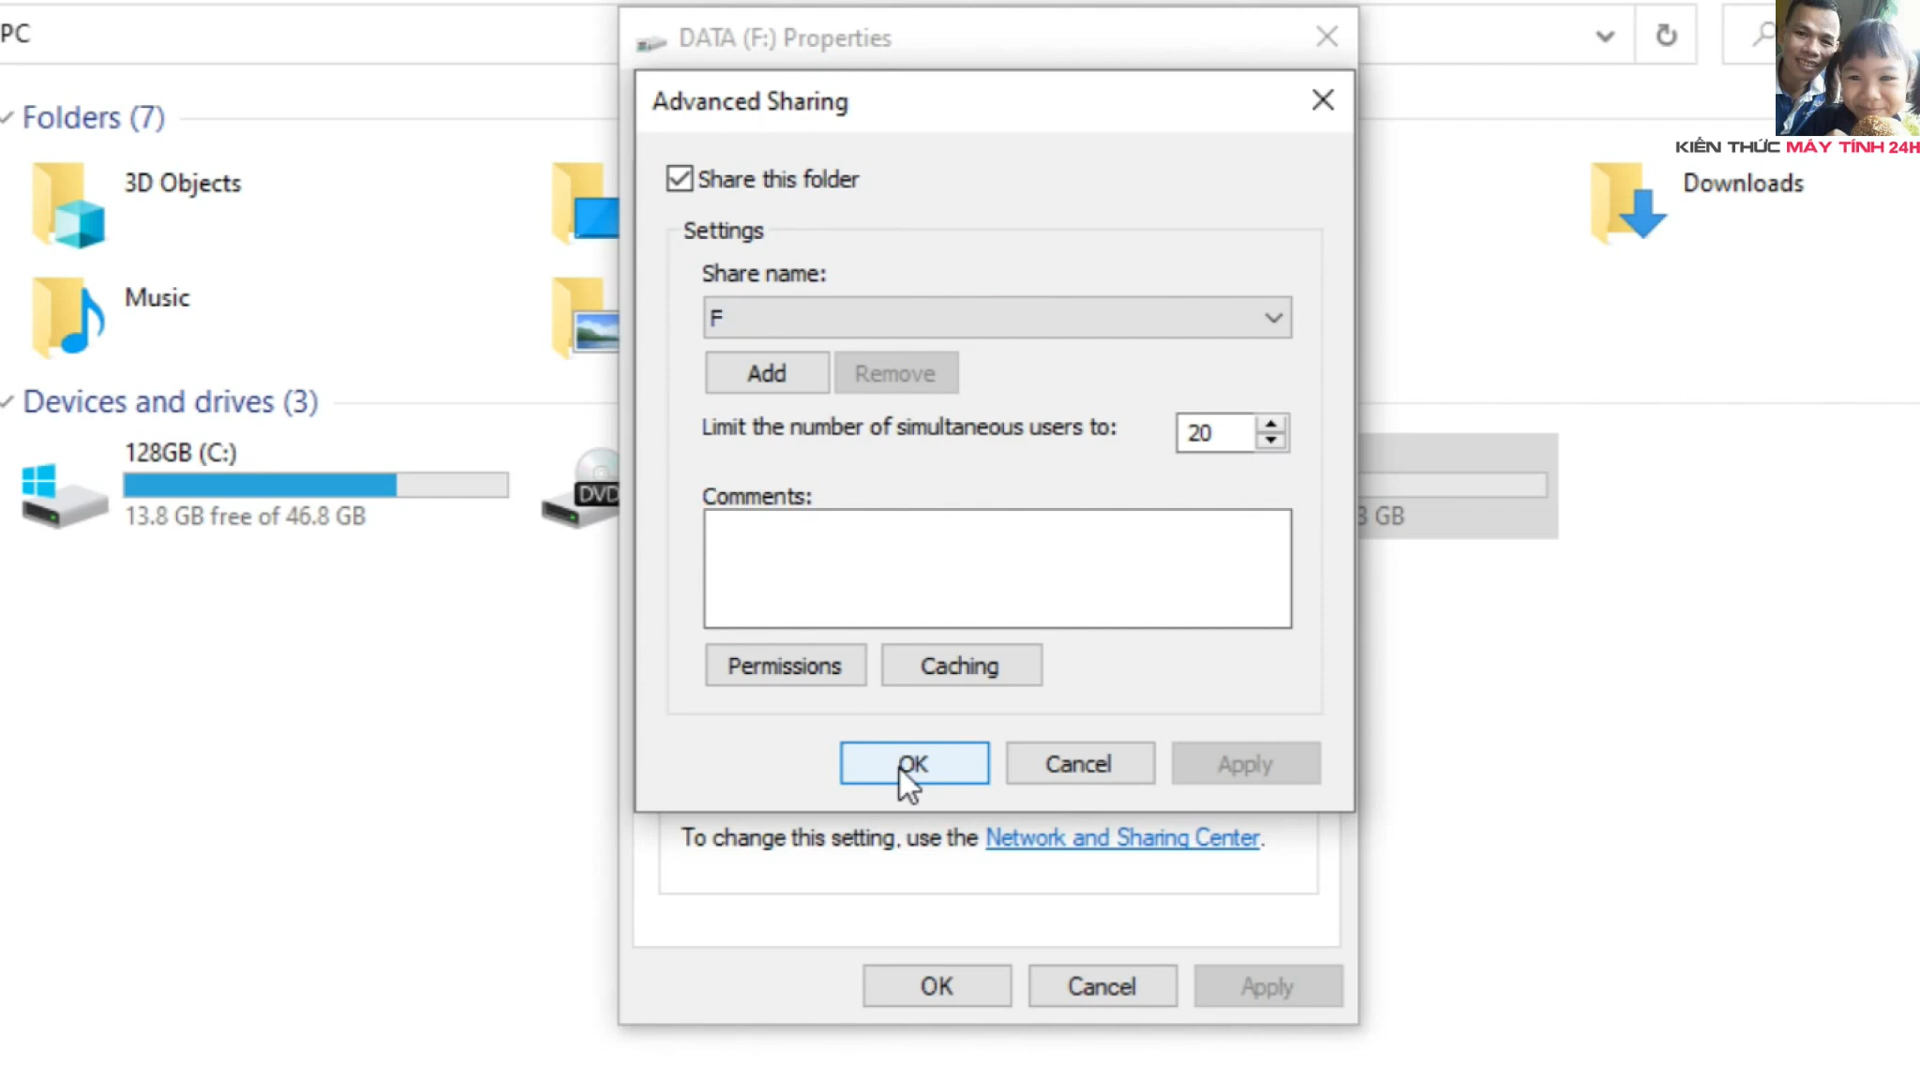 PC
DATA (F:) Properties
KIẾN THỨC MÁY TÍNH 24H
Folders (7)
3D Objects
Downloads
Music
Devices and drives (3)
128GB (C:)
13.8 GB free of 46.8 GB
DVD
3 GB
Advanced Sharing
Share this folder
Settings
Share name:
F
Add Remove
Limit the number of simultaneous users to: 20
Comments:
Permissions Caching
OK Cancel Apply
To change this setting, use the Network and Sharing Center.
OK Cancel Apply